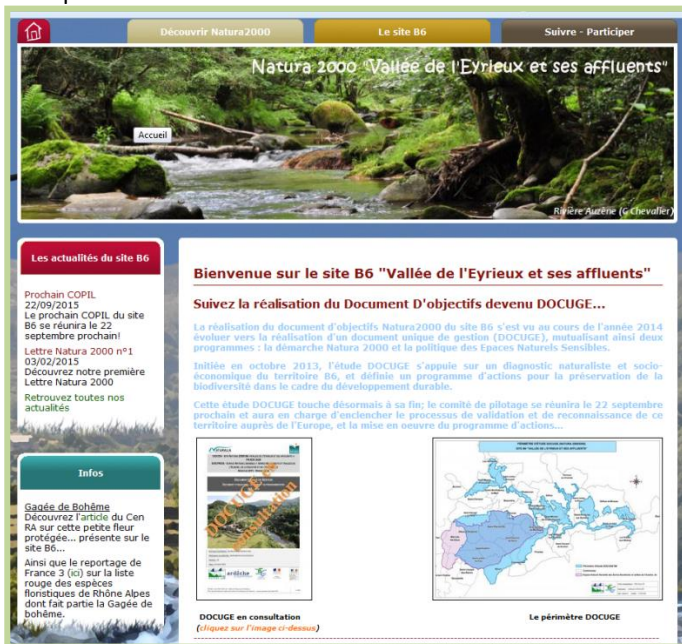 Découvrir Natura2000
Le site B6
Suivre - Participer
Natura 2000 "Vallée de l'Eyrieux et ses affluents"
Accueil
Rivière Auzène (G Chevalier)
Les actualités du site B6
Prochain COPIL
22/09/2015
Le prochain COPIL du site
B6 se réunira le 22
septembre prochain!
Lettre Natura 2000 n°1
03/02/2015
Découvrez notre première
Lettre Natura 2000
Retrouvez toutes nos
actualités
Infos
Gagée de Bohême
Découvrez l'article du Cen
RA sur cette petite fleur
protégée... présente sur le
site B6...
Ainsi que le reportage de
France 3 (ici) sur la liste
rouge des espèces
floristiques de Rhône Alpes
dont fait partie la Gagée de
bohême.
Bienvenue sur le site B6 "Vallée de l'Eyrieux et ses affluents"
Suivez la réalisation du Document D'objectifs devenu DOCUGE...
La réalisation du document d'objectifs Natura2000 du site B6 s'est vu au cours de l'année 2014
évoluer vers la réalisation d'un document unique de gestion (DOCUGE), mutualisant ainsi deux
programmes : la démarche Natura 2000 et la politique des Epaces Naturels Sensibles.
Initiée en octobre 2013, l'étude DOCUGE s'appuie sur un diagnostic naturaliste et socio-
économique du territoire B6, et définie un programme d'actions pour la préservation de la
biodiversité dans le cadre du développement durable.
Cette étude DOCUGE touche désormais à sa fin; le comité de pilotage se réunira le 22 septembre
prochain et aura en charge d'enclencher le processus de validation et de reconnaissance de ce
territoire auprès de l'Europe, et la mise en oeuvre du programme d'actions...
DOCUGE en
consultation
ardèche
DOCUGE en consultation
(cliquez sur l'image ci-dessus)
Le périmètre DOCUGE